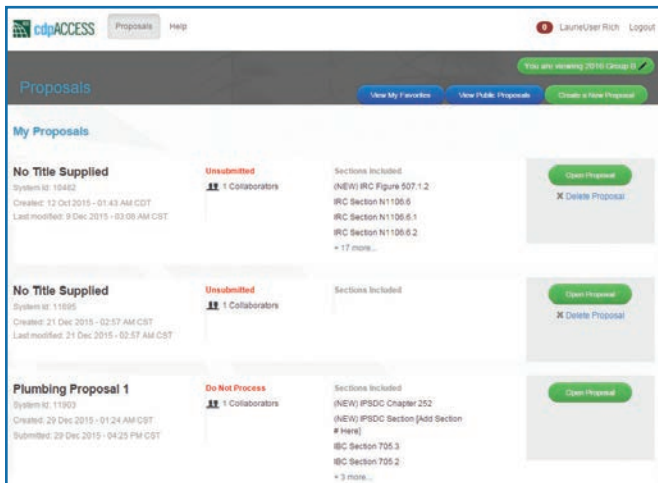 cdpACCESS
Proposals
Help
0
LaurieUser Rich
Logout
You are viewing 2016 Group B
Proposals
View My Favorites
View Public Proposals
Create a New Proposal
My Proposals
No Title Supplied
System Id: 10482
Created: 12 Oct 2015 - 01:43 AM CDT
Last modified: 9 Dec 2015 - 03:08 AM CST
Unsubmitted
1 Collaborators
Sections Included
(NEW) IRC Figure 507.1.2
IRC Section N1106.6
IRC Section N1106.6.1
IRC Section N1106.6.2
+ 17 more...
Open Proposal
Delete Proposal
No Title Supplied
System Id: 11695
Created: 21 Dec 2015 - 02:57 AM CST
Last modified: 21 Dec 2015 - 02:57 AM CST
Unsubmitted
1 Collaborators
Sections Included
Open Proposal
Delete Proposal
Plumbing Proposal 1
System Id: 11903
Created: 29 Dec 2015 - 01:24 AM CST
Submitted: 29 Dec 2015 - 04:25 PM CST
Do Not Process
1 Collaborators
Sections Included
(NEW) IPSDC Chapter 252
(NEW) IPSDC Section [Add Section
# Here]
IBC Section 705.3
IBC Section 705.2
+ 3 more...
Open Proposal